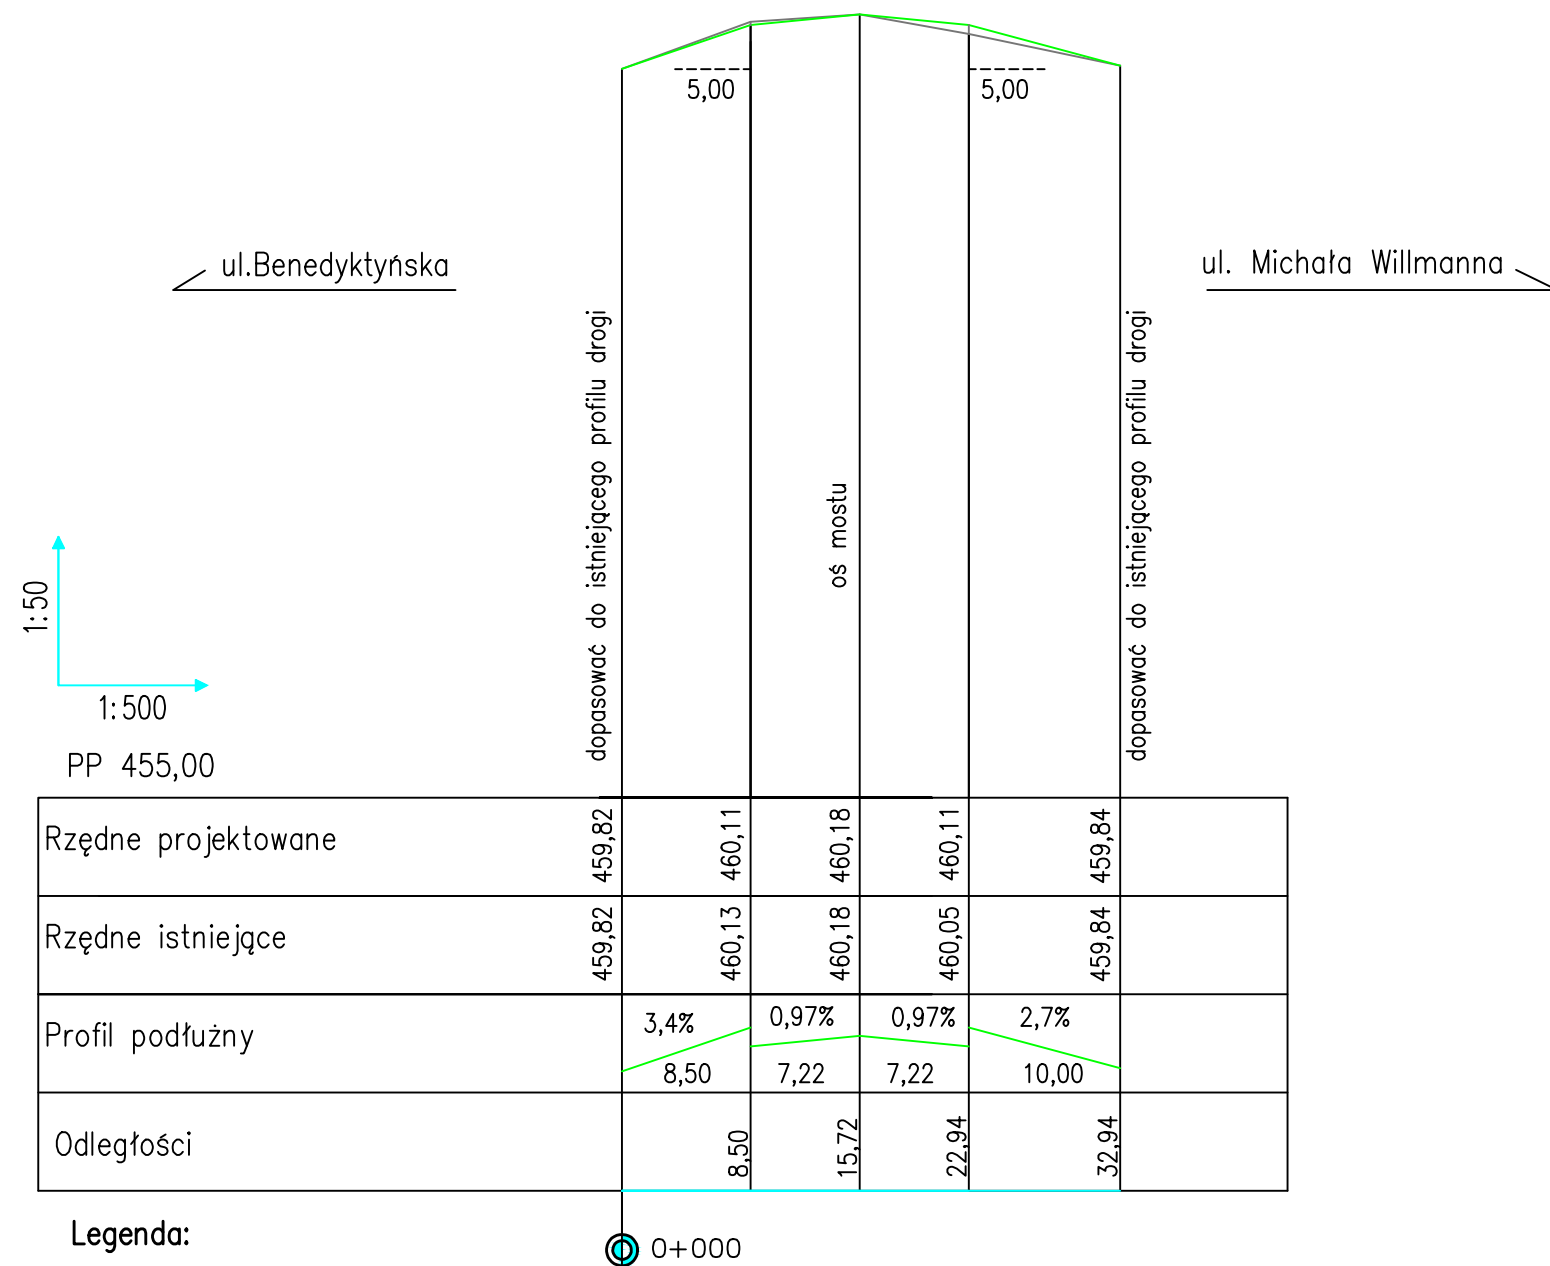 5,00
5,00
ul.Benedyktyńska
ul. Michała Willmanna
dopasować do istniejącego profilu drogi
oś mostu
dopasować do istniejącego profilu drogi
1:50
1:500
PP 455,00
Rzędne projektowane
459,82
460,11
460,18
460,11
459,84
Rzędne istniejące
459,82
460,13
460,18
460,05
459,84
Profil podłużny
3,4%
0,97%
0,97%
2,7%
8,50
7,22
7,22
10,00
Odległości
8,50
15,72
22,94
32,94
Legenda:
0+000